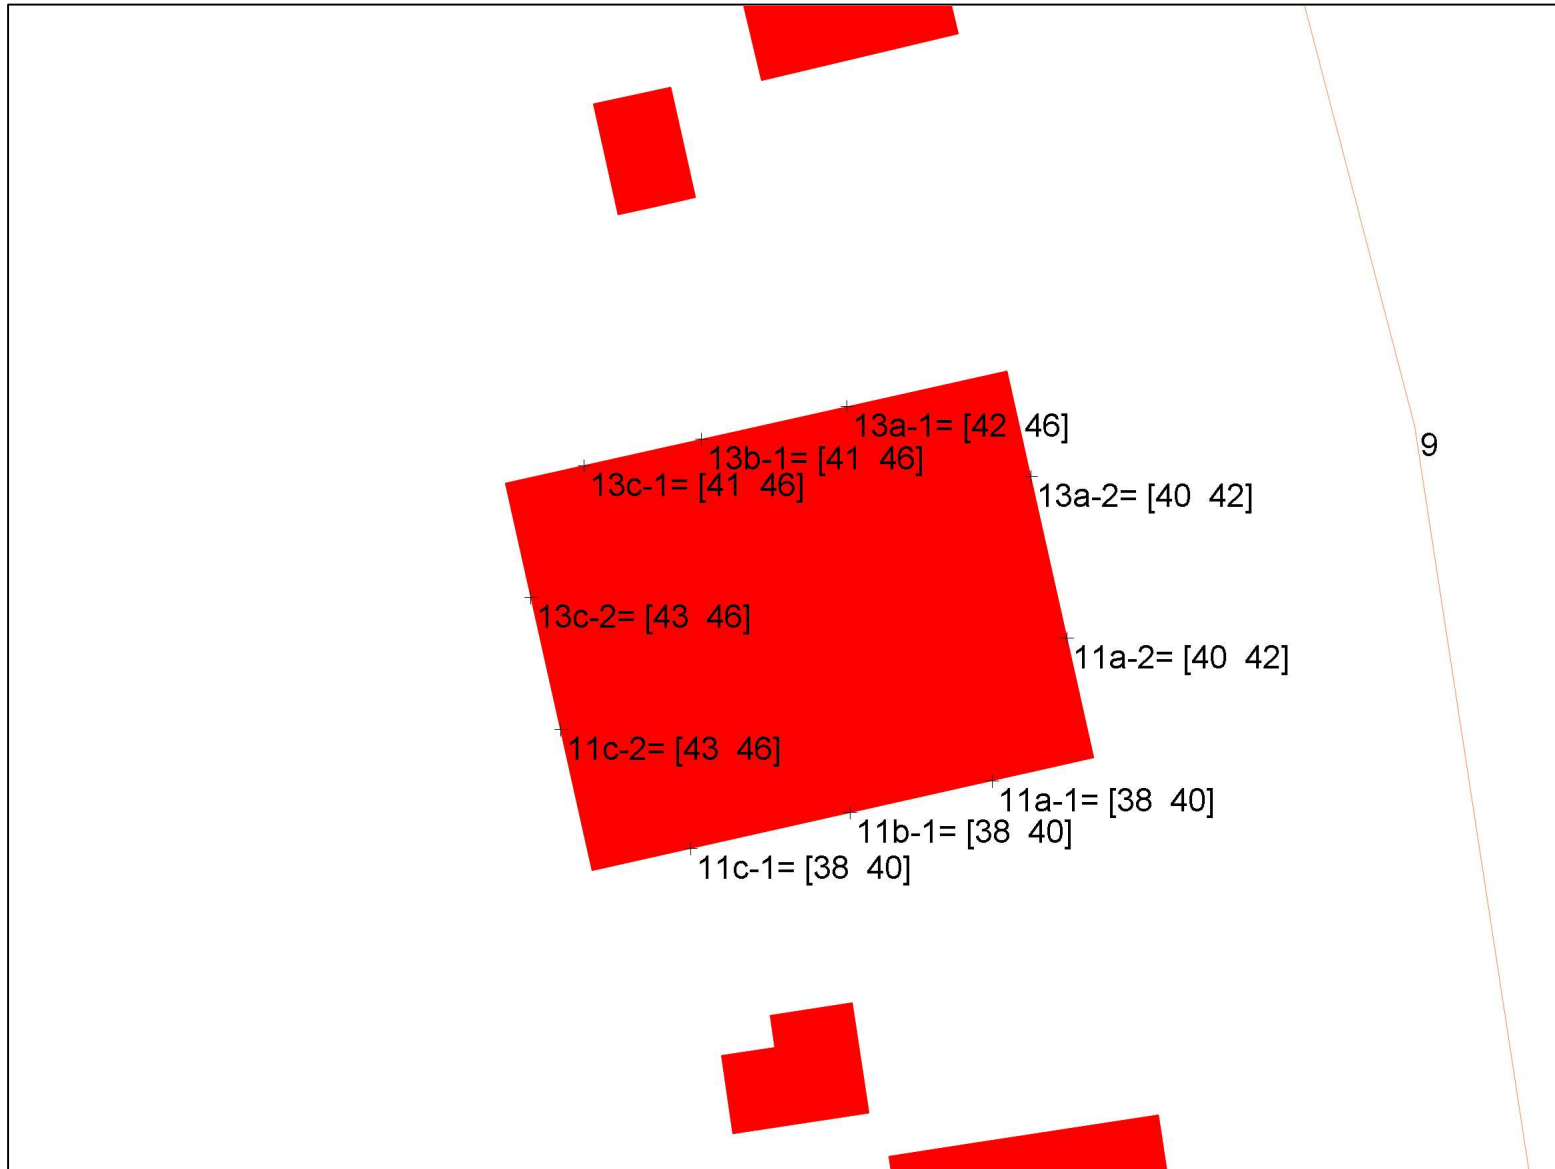 13a-1= [42  46]
9
13b-1= [41  46]
13c-1= [41  46]
13a-2= [40  42]
13c-2= [43  46]
11a-2= [40  42]
11c-2= [43  46]
11a-1= [38  40]
11b-1= [38  40]
11c-1= [38  40]